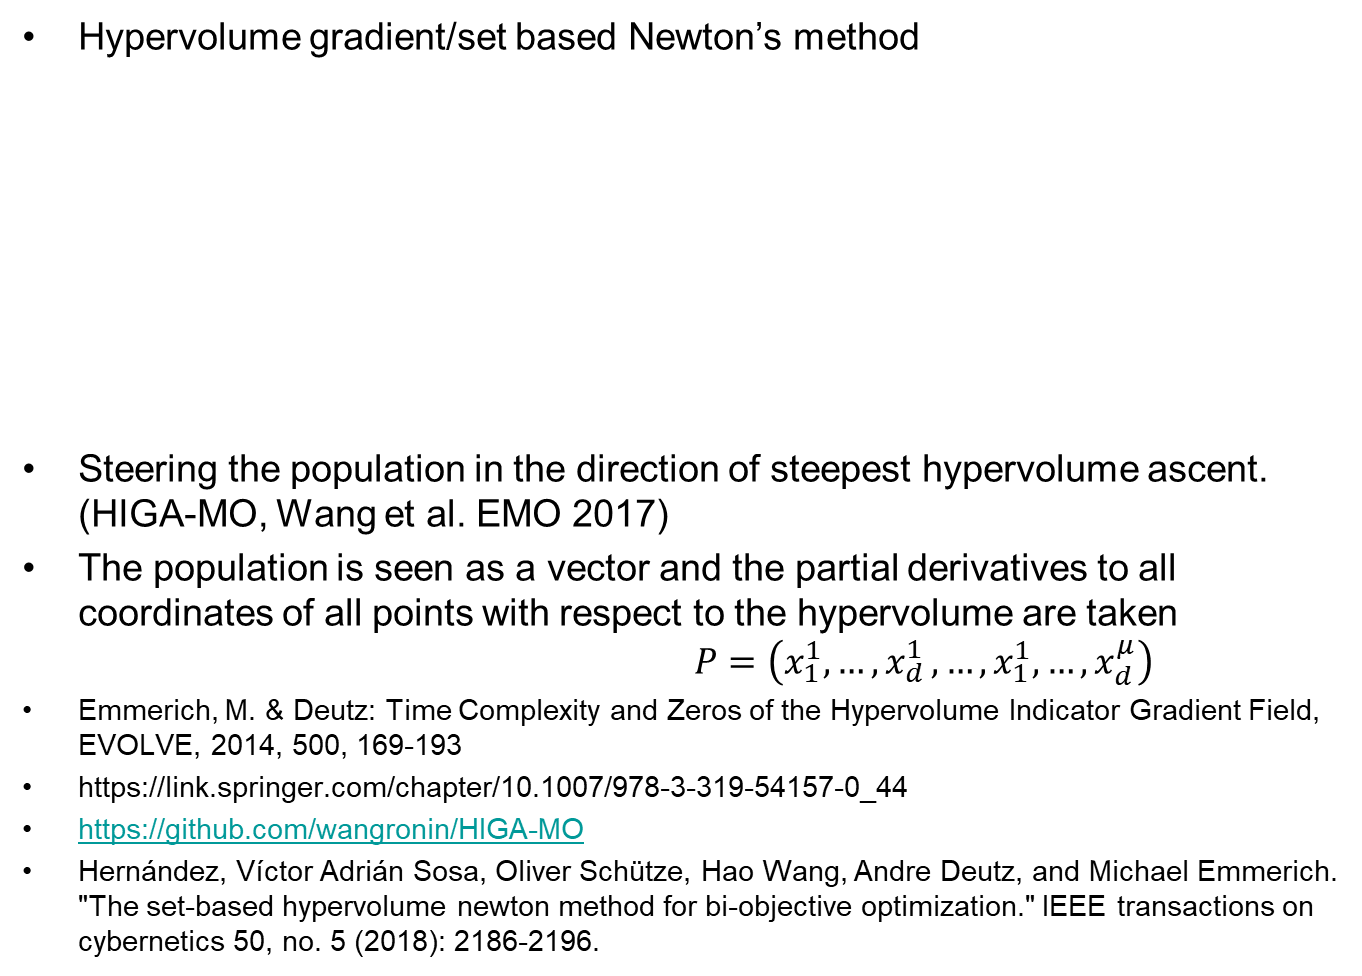 • Hypervolume gradient/set based Newton’s method
• Steering the population in the direction of steepest hypervolume ascent.
(HIGA-MO, Wang et al. EMO 2017)
• The population is seen as a vector and the partial derivatives to all
coordinates of all points with respect to the hypervolume are taken
$P = (x_1^1, \ldots, x_d^1, \ldots, x_1^1, \ldots, x_d^\mu)$
• Emmerich, M. & Deutz: Time Complexity and Zeros of the Hypervolume Indicator Gradient Field,
EVOLVE, 2014, 500, 169-193
• https://link.springer.com/chapter/10.1007/978-3-319-54157-0_44
• https://github.com/wangronin/HIGA-MO
• Hernández, Víctor Adrián Sosa, Oliver Schütze, Hao Wang, Andre Deutz, and Michael Emmerich.
"The set-based hypervolume newton method for bi-objective optimization." IEEE transactions on
cybernetics 50, no. 5 (2018): 2186-2196.